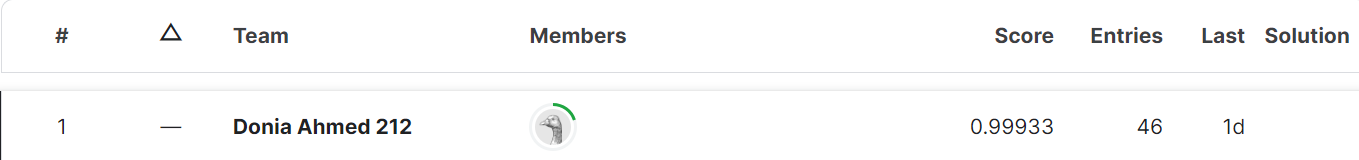 # △ Team Members Score Entries Last Solution
1 — Donia Ahmed 212 0.99933 46 1d